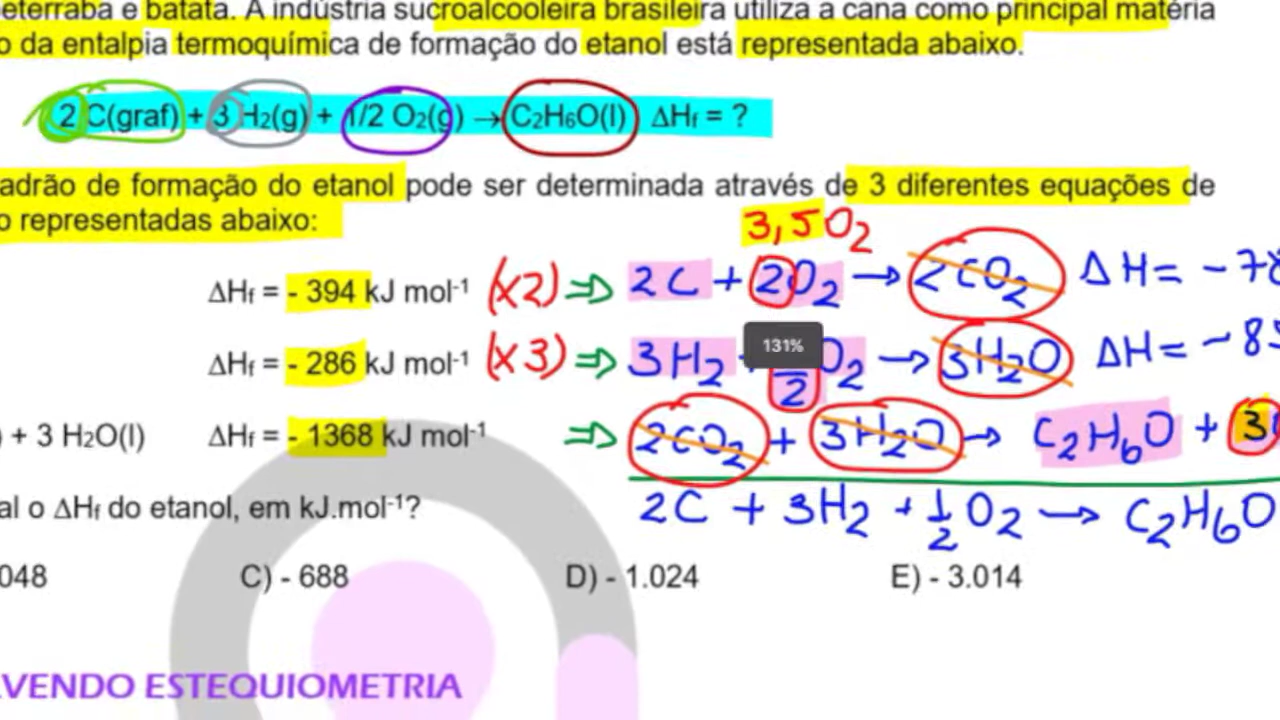 eterraba e batata. A indústria sucroalcooleira brasileira utiliza a cana como principal matéria
o da entalpia termoquímica de formação do etanol está representada abaixo.
2 C(graf) + 3 H2(g) + 1/2 O2(g) → C2H6O(l) ΔHf = ?
adrão de formação do etanol pode ser determinada através de 3 diferentes equações de
o representadas abaixo:
3,5O2
ΔHf = - 394 kJ mol-1 (x2) ⇒ 2C + 2O2 → 2CO2 ΔH = -78
131%
ΔHf = - 286 kJ mol-1 (x3) ⇒ 3H2 2 O2 → 3H2O ΔH = -8
) + 3 H2O(l) ΔHf = - 1368 kJ mol-1 ⇒ 2CO2 + 3H2O → C2H6O + 3
al o ΔHf do etanol, em kJ.mol-1?
2C + 3H2 + 1/2 O2 → C2H6O
048 C) - 688 D) - 1.024 E) - 3.014
VENDO ESTEQUIOMETRIA